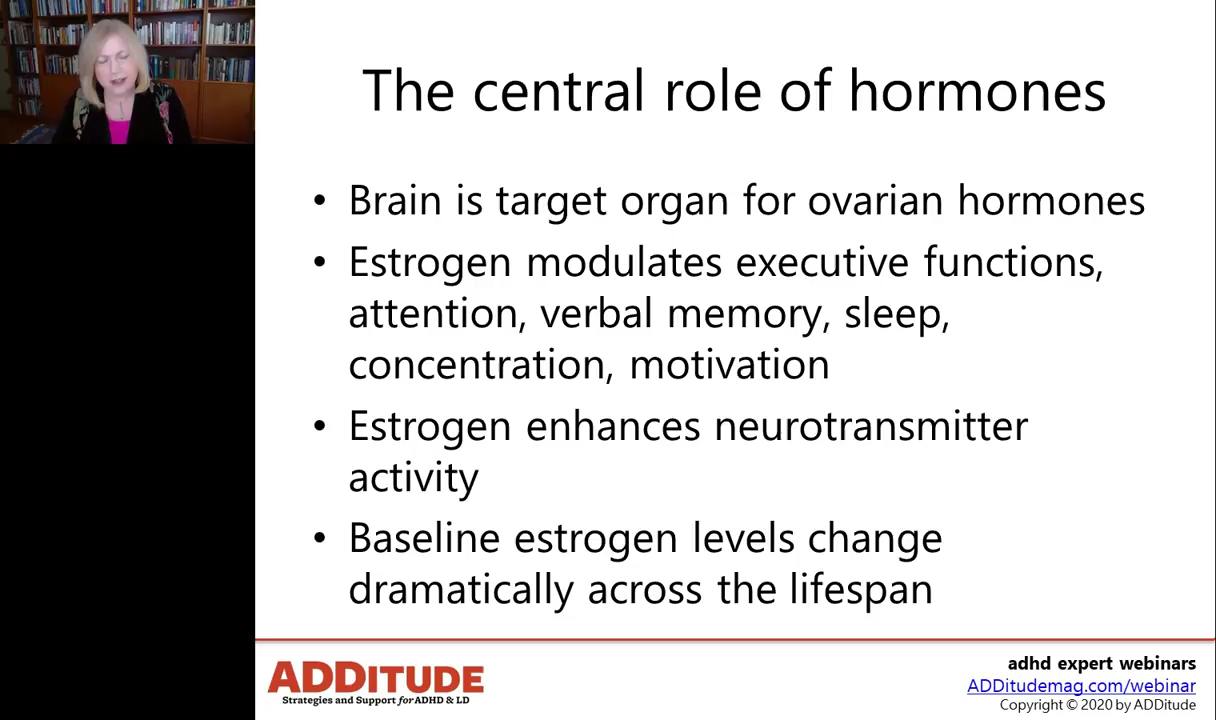 The central role of hormones
• Brain is target organ for ovarian hormones
• Estrogen modulates executive functions,
attention, verbal memory, sleep,
concentration, motivation
• Estrogen enhances neurotransmitter
activity
• Baseline estrogen levels change
dramatically across the lifespan
ADDITUDE
Strategies and Support for ADHD & LD
adhd expert webinars
ADDitudemag.com/webinar
Copyright © 2020 by ADDitude